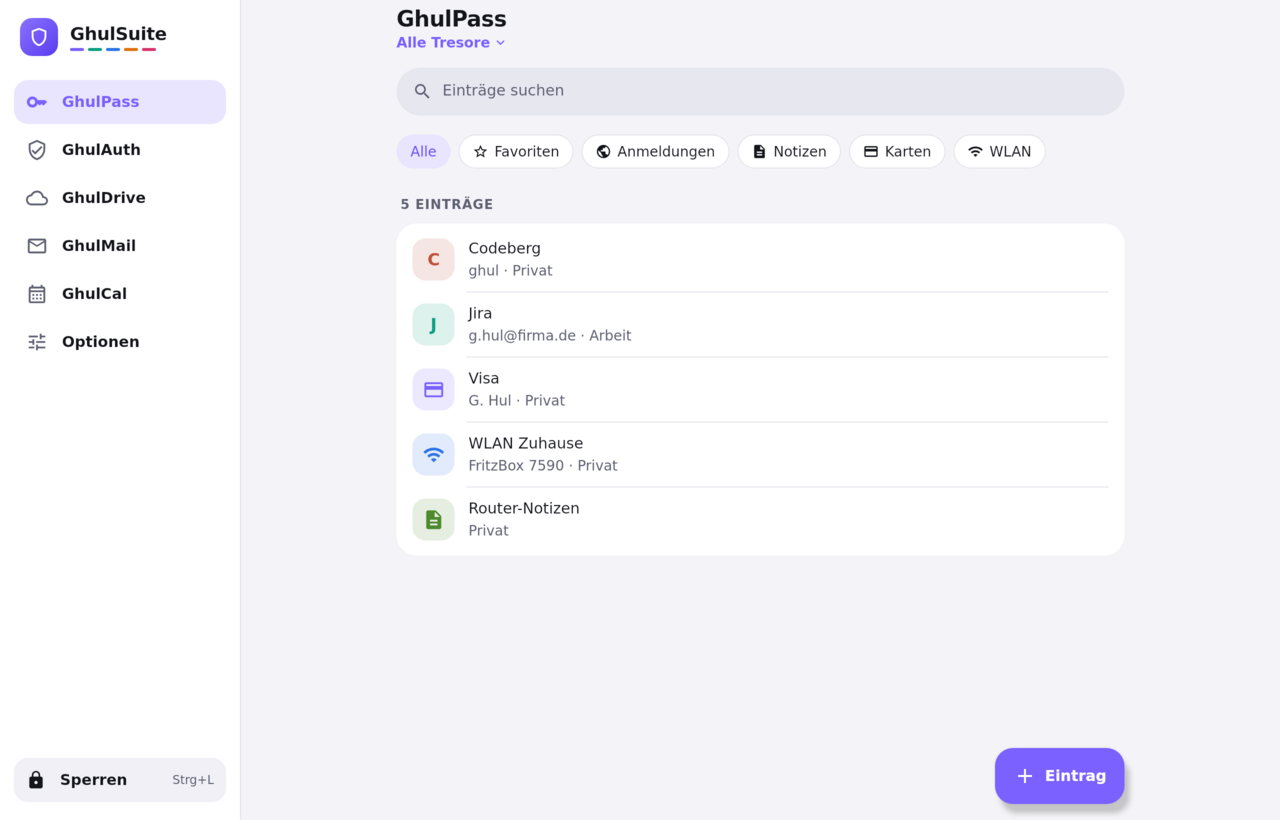 GhulSuite
GhulPass
GhulAuth
GhulDrive
GhulMail
GhulCal
Optionen
Sperren Strg+L
GhulPass
Alle Tresore
Einträge suchen
Alle Favoriten Anmeldungen Notizen Karten WLAN
5 EINTRÄGE
C
Codeberg
ghul · Privat
J
Jira
g.hul@firma.de · Arbeit
Visa
G. Hul · Privat
WLAN Zuhause
FritzBox 7590 · Privat
Router-Notizen
Privat
+ Eintrag